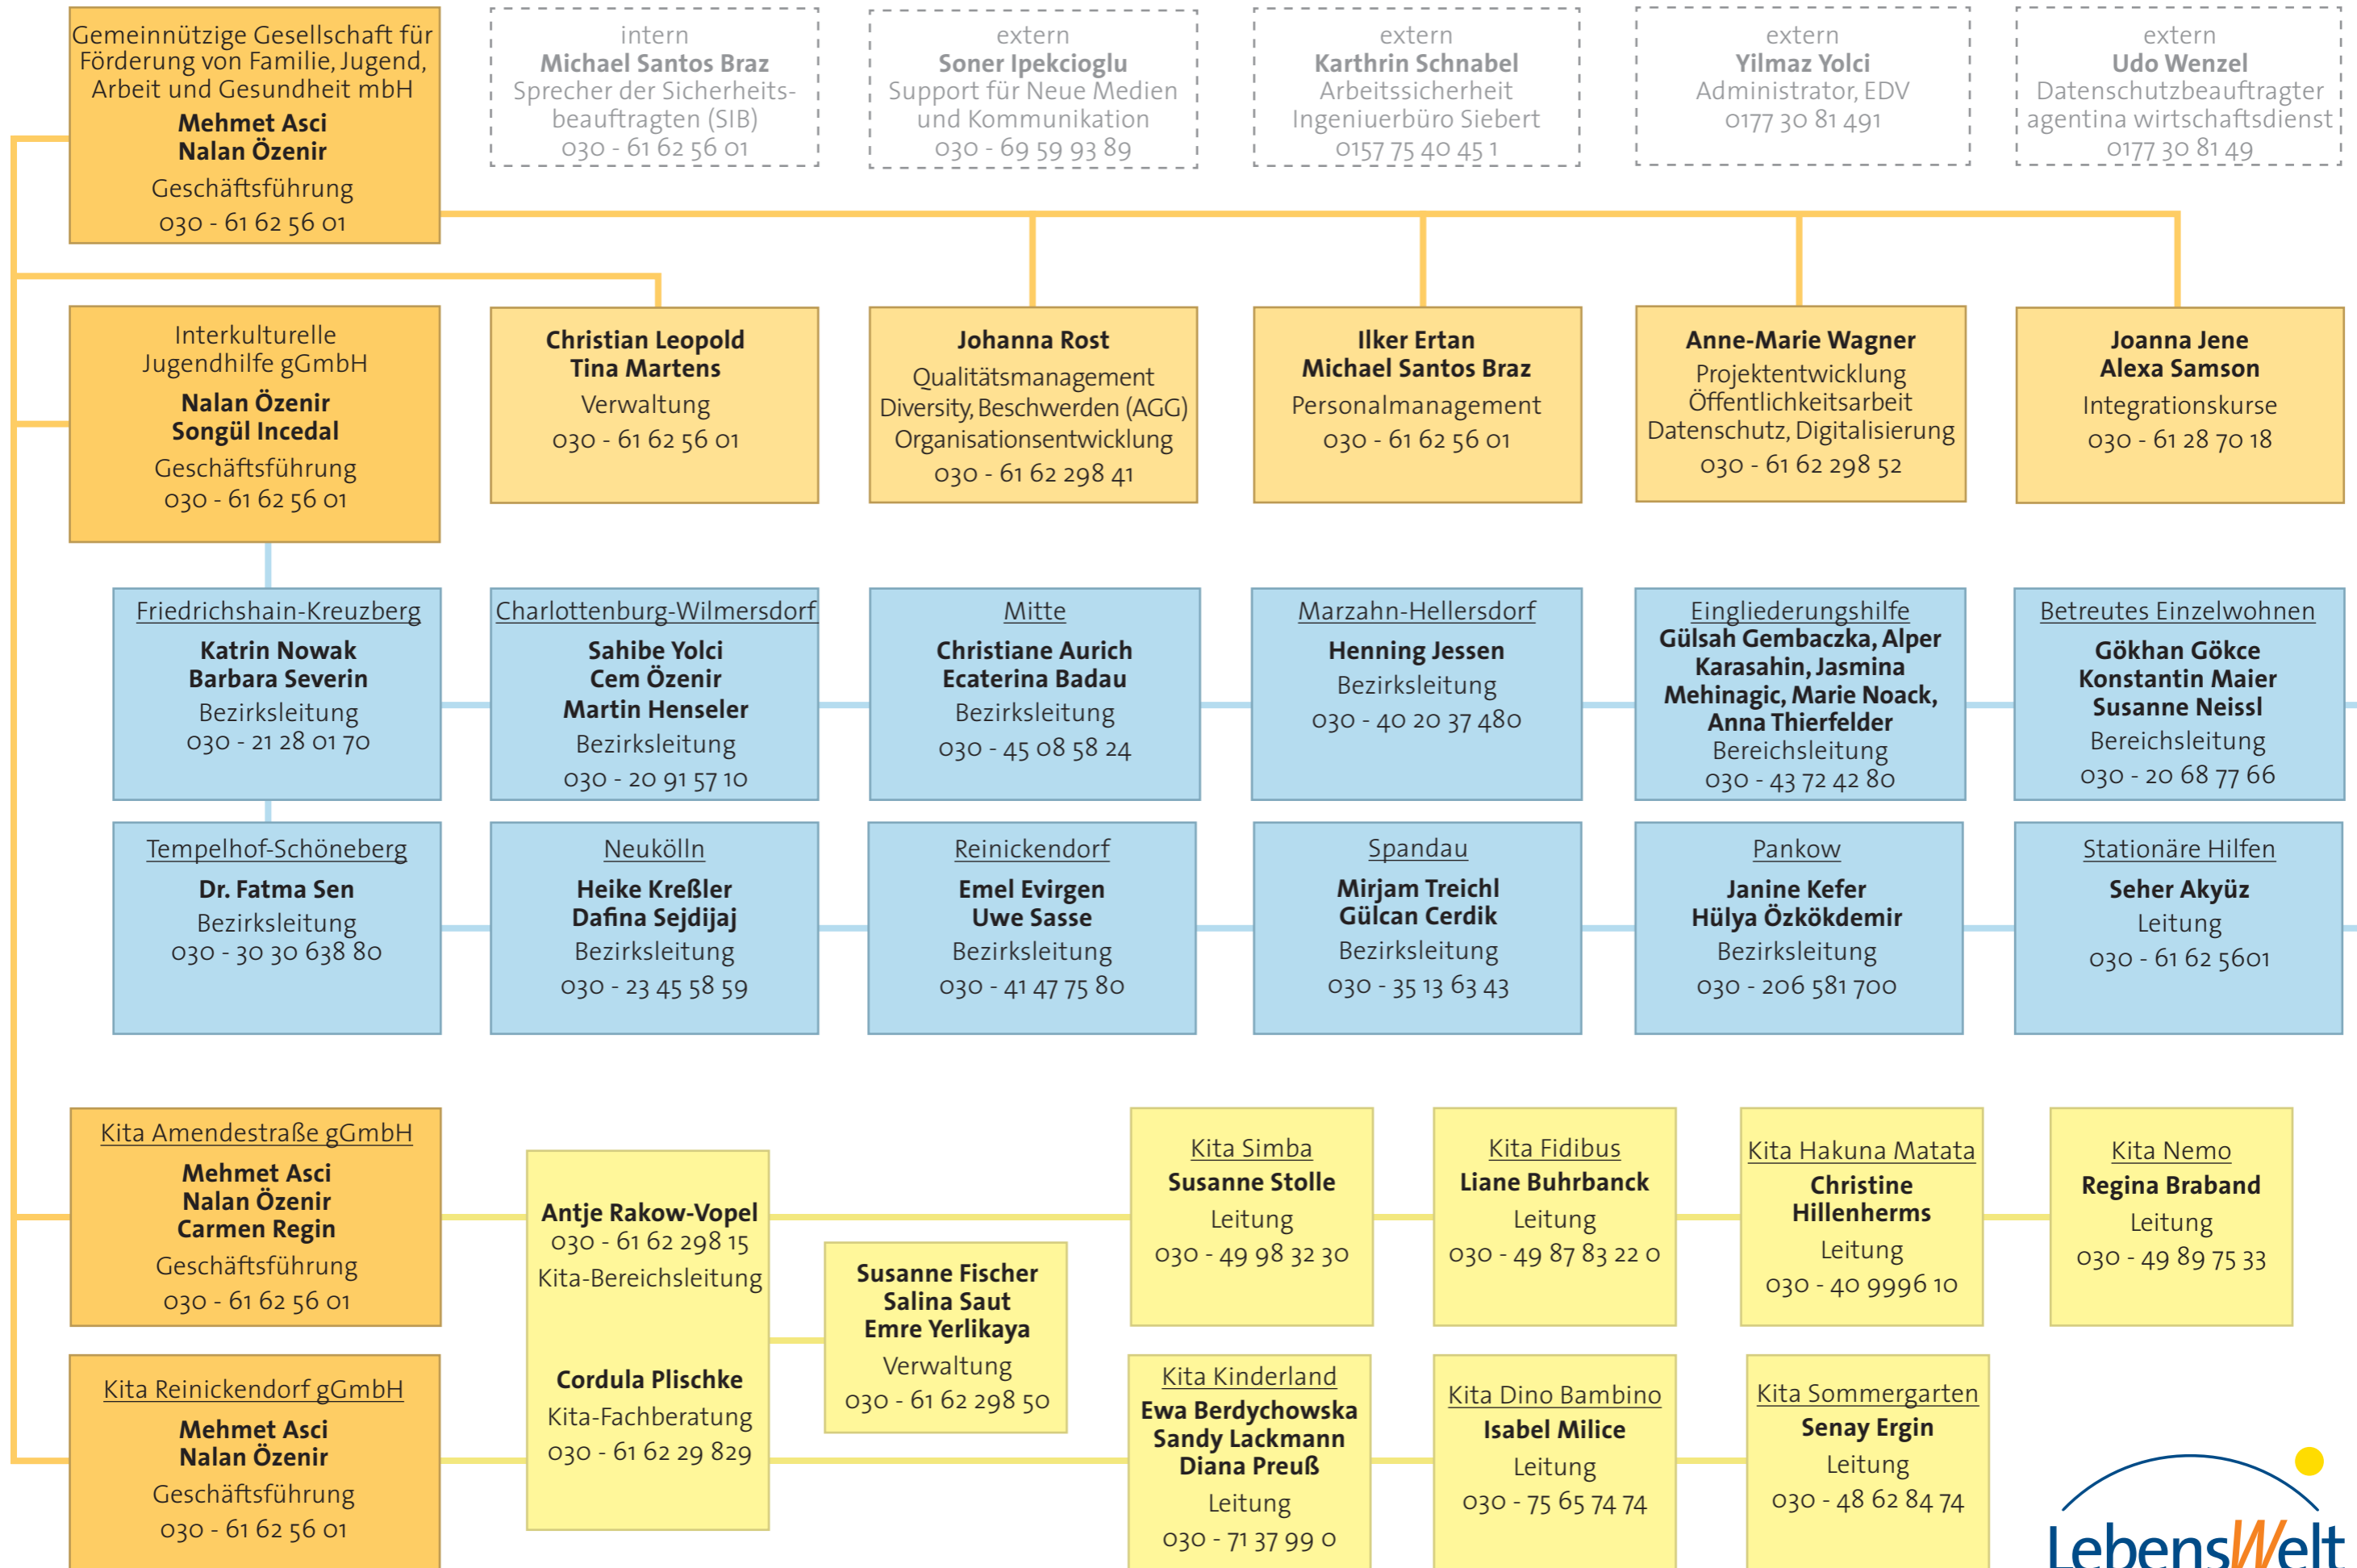 Gemeinnützige Gesellschaft für
Förderung von Familie, Jugend,
Arbeit und Gesundheit mbH
Mehmet Asci
Nalan Özenir
Geschäftsführung
030 - 61 62 56 01
intern
Michael Santos Braz
Sprecher der Sicherheits-
beauftragten (SIB)
030 - 61 62 56 01
extern
Soner Ipekcioglu
Support für Neue Medien
und Kommunikation
030 - 69 59 93 89
extern
Karthrin Schnabel
Arbeitssicherheit
Ingeniuerbüro Siebert
0157 75 40 45 1
extern
Yilmaz Yolci
Administrator, EDV
0177 30 81 491
extern
Udo Wenzel
Datenschutzbeauftragter
agentina wirtschaftsdienst
0177 30 81 49
Interkulturelle
Jugendhilfe gGmbH
Nalan Özenir
Songül Incedal
Geschäftsführung
030 - 61 62 56 01
Christian Leopold
Tina Martens
Verwaltung
030 - 61 62 56 01
Johanna Rost
Qualitätsmanagement
Diversity, Beschwerden (AGG)
Organisationsentwicklung
030 - 61 62 298 41
Ilker Ertan
Michael Santos Braz
Personalmanagement
030 - 61 62 56 01
Anne-Marie Wagner
Projektentwicklung
Öffentlichkeitsarbeit
Datenschutz, Digitalisierung
030 - 61 62 298 52
Joanna Jene
Alexa Samson
Integrationskurse
030 - 61 28 70 18
Friedrichshain-Kreuzberg
Katrin Nowak
Barbara Severin
Bezirksleitung
030 - 21 28 01 70
Charlottenburg-Wilmersdorf
Sahibe Yolci
Cem Özenir
Martin Henseler
Bezirksleitung
030 - 20 91 57 10
Mitte
Christiane Aurich
Ecaterina Badau
Bezirksleitung
030 - 45 08 58 24
Marzahn-Hellersdorf
Henning Jessen
Bezirksleitung
030 - 40 20 37 480
Eingliederungshilfe
Gülsah Gembaczka, Alper
Karasahin, Jasmina
Mehinagic, Marie Noack,
Anna Thierfelder
Bereichsleitung
030 - 43 72 42 80
Betreutes Einzelwohnen
Gökhan Gökce
Konstantin Maier
Susanne Neissl
Bereichsleitung
030 - 20 68 77 66
Tempelhof-Schöneberg
Dr. Fatma Sen
Bezirksleitung
030 - 30 30 638 80
Neukölln
Heike Kreßler
Dafina Sejdijaj
Bezirksleitung
030 - 23 45 58 59
Reinickendorf
Emel Evirgen
Uwe Sasse
Bezirksleitung
030 - 41 47 75 80
Spandau
Mirjam Treichl
Gülcan Cerdik
Bezirksleitung
030 - 35 13 63 43
Pankow
Janine Kefer
Hülya Özkökdemir
Bezirksleitung
030 - 206 581 700
Stationäre Hilfen
Seher Akyüz
Leitung
030 - 61 62 5601
Kita Amendestraße gGmbH
Mehmet Asci
Nalan Özenir
Carmen Regin
Geschäftsführung
030 - 61 62 56 01
Antje Rakow-Vopel
030 - 61 62 298 15
Kita-Bereichsleitung
Cordula Plischke
Kita-Fachberatung
030 - 61 62 29 829
Susanne Fischer
Salina Saut
Emre Yerlikaya
Verwaltung
030 - 61 62 298 50
Kita Simba
Susanne Stolle
Leitung
030 - 49 98 32 30
Kita Fidibus
Liane Buhrbanck
Leitung
030 - 49 87 83 22 0
Kita Hakuna Matata
Christine
Hillenherms
Leitung
030 - 40 9996 10
Kita Nemo
Regina Braband
Leitung
030 - 49 89 75 33
Kita Reinickendorf gGmbH
Mehmet Asci
Nalan Özenir
Geschäftsführung
030 - 61 62 56 01
Kita Kinderland
Ewa Berdychowska
Sandy Lackmann
Diana Preuß
Leitung
030 - 71 37 99 0
Kita Dino Bambino
Isabel Milice
Leitung
030 - 75 65 74 74
Kita Sommergarten
Senay Ergin
Leitung
030 - 48 62 84 74
LebensWelt